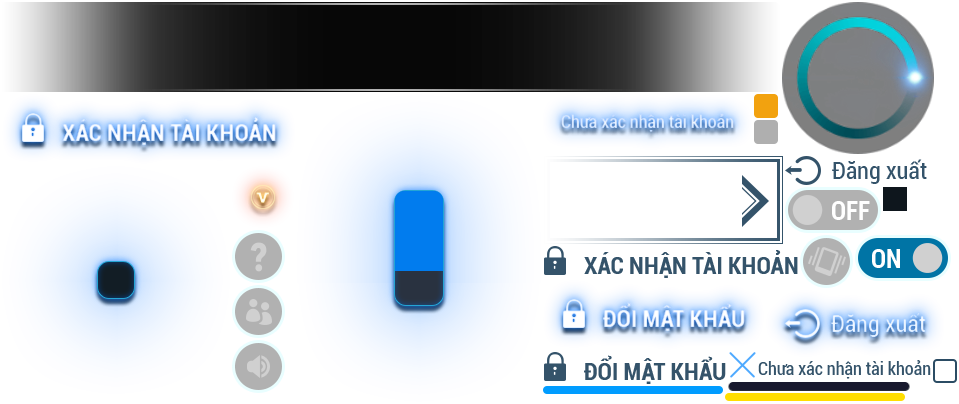 XÁC NHẬN TÀI KHOẢN
Chưa xác nhận tài khoản
Đăng xuất
V
OFF
?
XÁC NHẬN TÀI KHOẢN
ON
ĐỔI MẬT KHẨU
Đăng xuất
ĐỔI MẬT KHẨU
Chưa xác nhận tài khoản